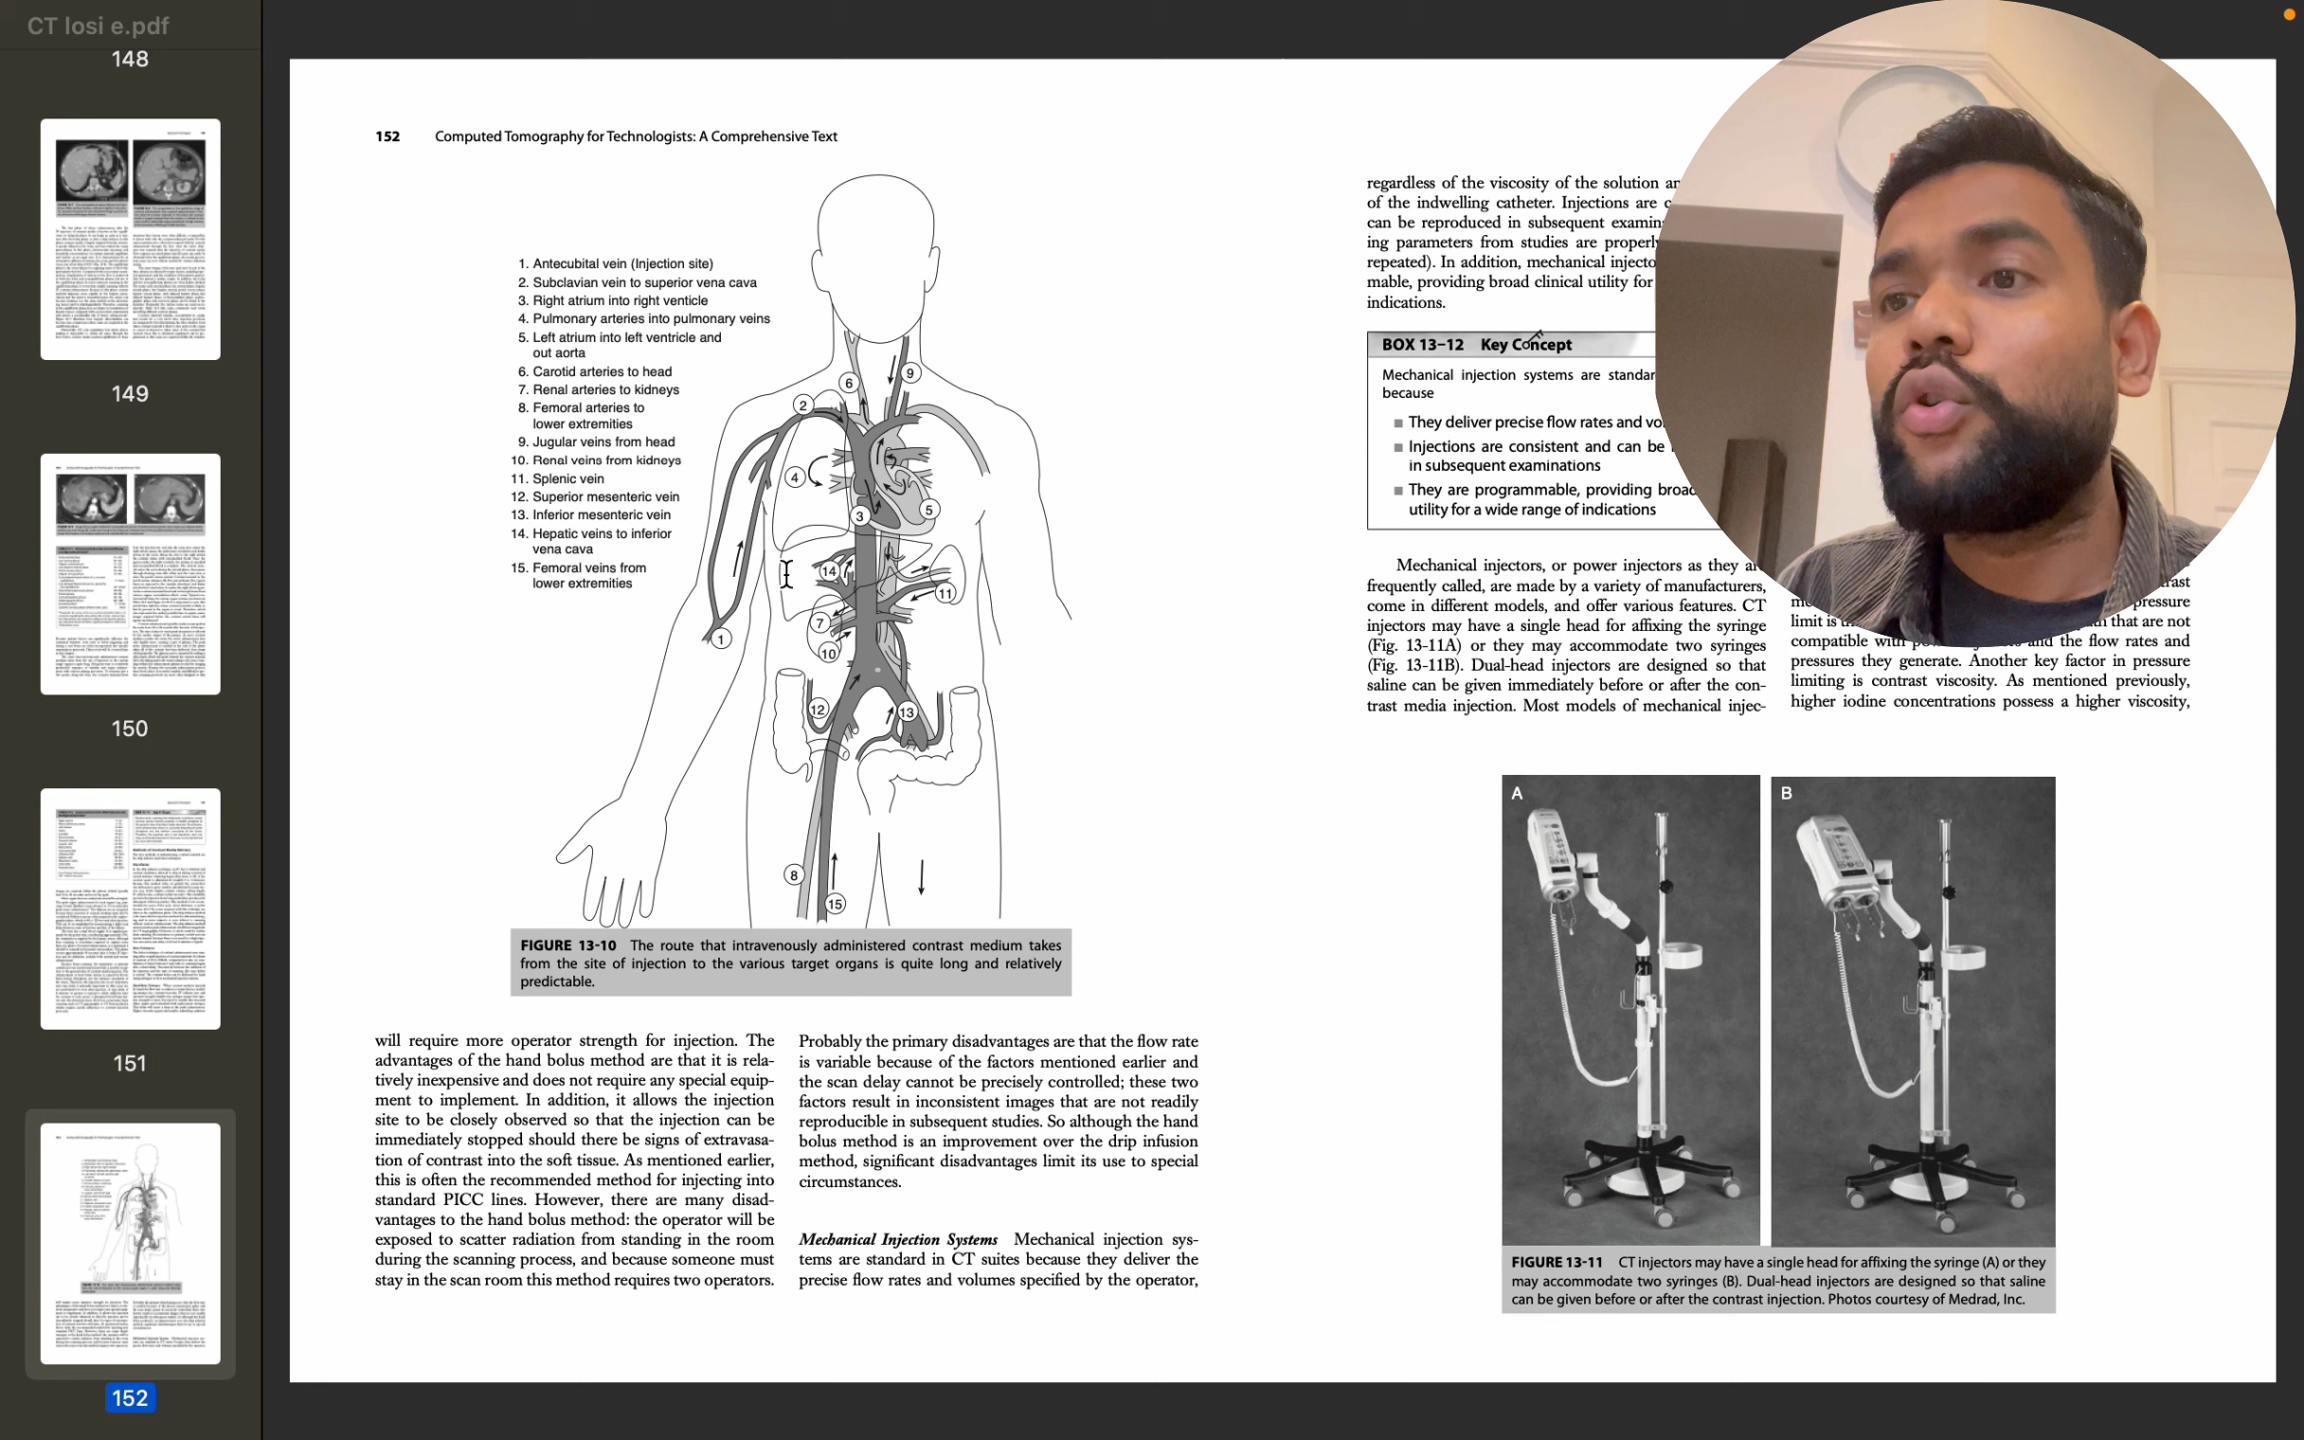 CT losi e.pdf
148
149
150
151
152
152 Computed Tomography for Technologists: A Comprehensive Text
1. Antecubital vein (Injection site)
2. Subclavian vein to superior vena cava
3. Right atrium into right venticle
4. Pulmonary arteries into pulmonary veins
5. Left atrium into left ventricle and
out aorta
6. Carotid arteries to head
7. Renal arteries to kidneys
8. Femoral arteries to
lower extremities
9. Jugular veins from head
10. Renal veins from kidneys
11. Splenic vein
12. Superior mesenteric vein
13. Inferior mesenteric vein
14. Hepatic veins to inferior
vena cava
15. Femoral veins from
lower extremities
6
9
2
4
3
5
14
11
1
7
10
12
13
8
15
FIGURE 13-10 The route that intravenously administered contrast medium takes
from the site of injection to the various target organs is quite long and relatively
predictable.
will require more operator strength for injection. The
advantages of the hand bolus method are that it is rela-
tively inexpensive and does not require any special equip-
ment to implement. In addition, it allows the injection
site to be closely observed so that the injection can be
immediately stopped should there be signs of extravasa-
tion of contrast into the soft tissue. As mentioned earlier,
this is often the recommended method for injecting into
standard PICC lines. However, there are many disad-
vantages to the hand bolus method: the operator will be
exposed to scatter radiation from standing in the room
during the scanning process, and because someone must
stay in the scan room this method requires two operators.
Probably the primary disadvantages are that the flow rate
is variable because of the factors mentioned earlier and
the scan delay cannot be precisely controlled; these two
factors result in inconsistent images that are not readily
reproducible in subsequent studies. So although the hand
bolus method is an improvement over the drip infusion
method, significant disadvantages limit its use to special
circumstances.
Mechanical Injection Systems Mechanical injection sys-
tems are standard in CT suites because they deliver the
precise flow rates and volumes specified by the operator,
regardless of the viscosity of the solution
of the indwelling catheter. Injections are
can be reproduced in subsequent
ing parameters from studies are
repeated). In addition, mechanical
mable, providing broad clinical utility for
indications.
BOX 13–12 Key Concept
Mechanical injection systems are
because
■ They deliver precise flow rates and
■ Injections are consistent and can be
in subsequent examinations
■ They are programmable, providing
utility for a wide range of indications
Mechanical injectors, or power injectors as they
frequently called, are made by a variety of manufacturers,
come in different models, and offer various features. CT
injectors may have a single head for affixing the syringe
(Fig. 13-11A) or they may accommodate two syringes
(Fig. 13-11B). Dual-head injectors are designed so that
saline can be given immediately before or after the con-
trast media injection. Most models of mechanical injec-
pressure
limit is that are not
compatible with and the flow rates and
pressures they generate. Another key factor in pressure
limiting is contrast viscosity. As mentioned previously,
higher iodine concentrations possess a higher viscosity,
A
B
FIGURE 13-11 CT injectors may have a single head for affixing the syringe (A) or they
may accommodate two syringes (B). Dual-head injectors are designed so that saline
can be given before or after the contrast injection. Photos courtesy of Medrad, Inc.